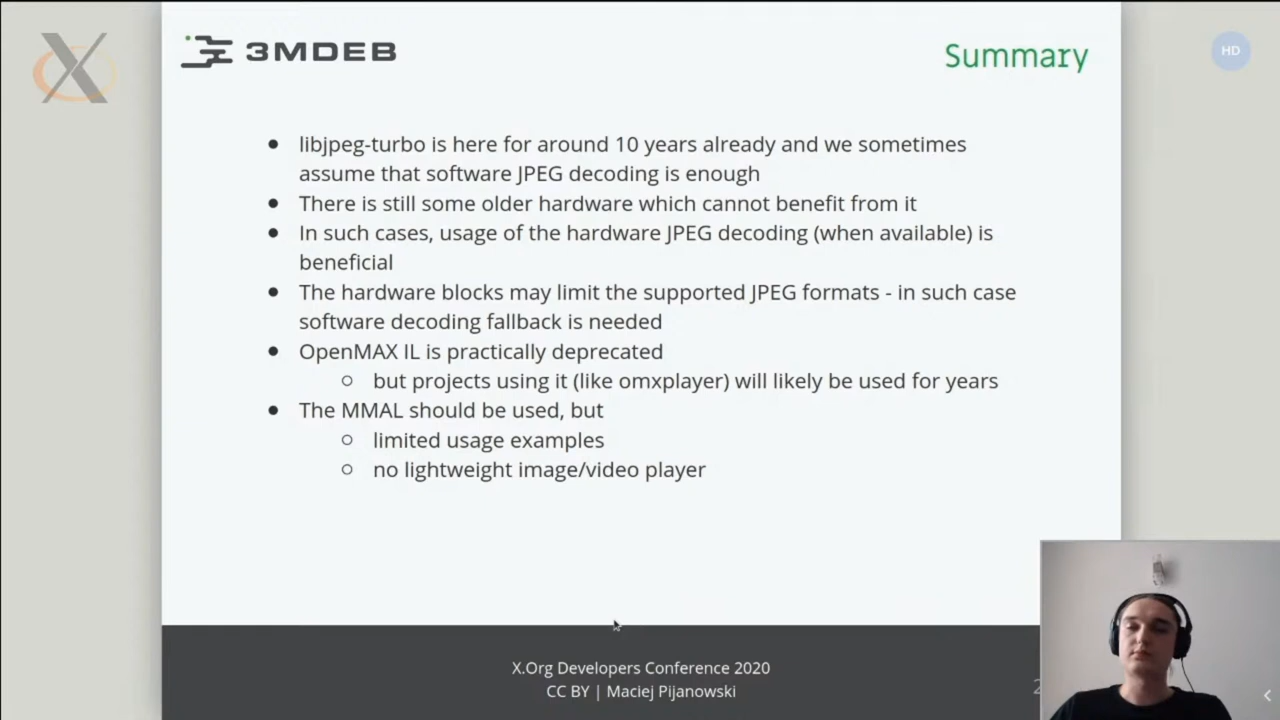 3MDEB
Summary
HD
libjpeg-turbo is here for around 10 years already and we sometimes
assume that software JPEG decoding is enough
There is still some older hardware which cannot benefit from it
In such cases, usage of the hardware JPEG decoding (when available) is
beneficial
The hardware blocks may limit the supported JPEG formats - in such case
software decoding fallback is needed
OpenMAX IL is practically deprecated
but projects using it (like omxplayer) will likely be used for years
The MMAL should be used, but
limited usage examples
no lightweight image/video player
X.Org Developers Conference 2020
CC BY | Maciej Pijanowski